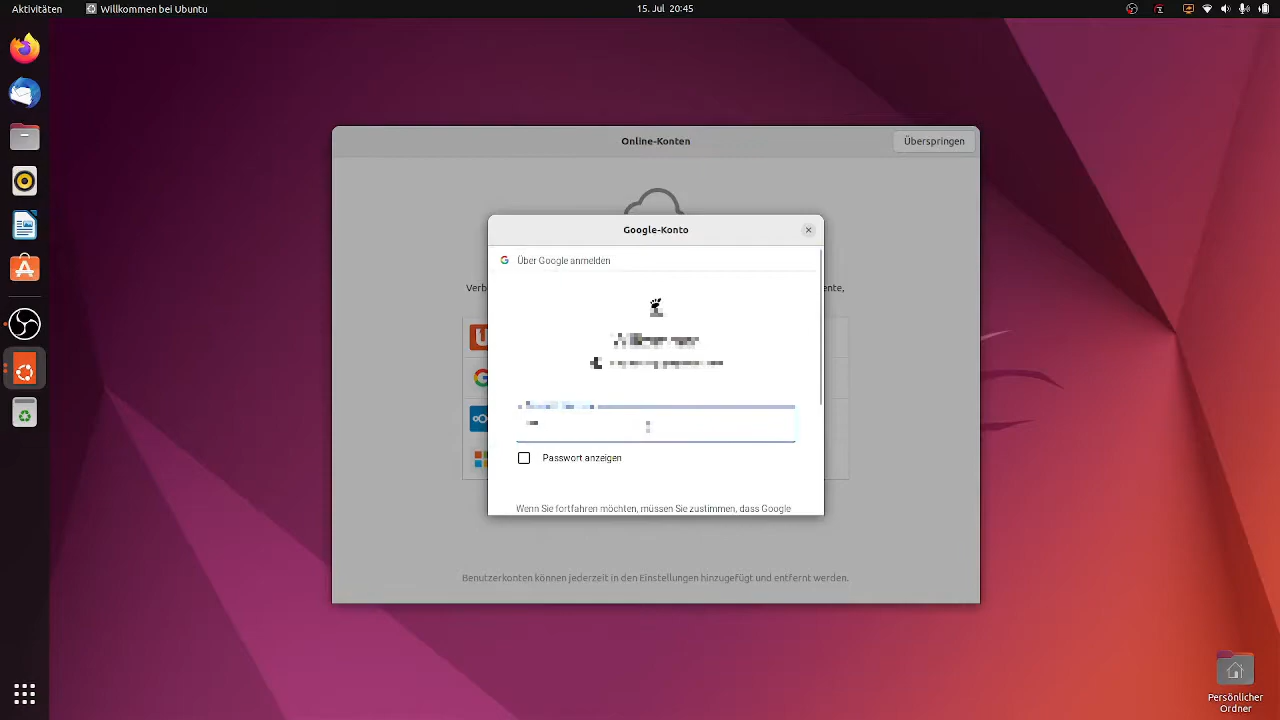 Aktivitäten
Willkommen bei Ubuntu
15. Jul 20:45
Online-Konten
Überspringen
Google-Konto
Über Google anmelden
Verb
ente,
Passwort anzeigen
Wenn Sie fortfahren möchten, müssen Sie zustimmen, dass Google
Benutzerkonten können jederzeit in den Einstellungen hinzugefügt und entfernt werden.
Persönlicher
Ordner